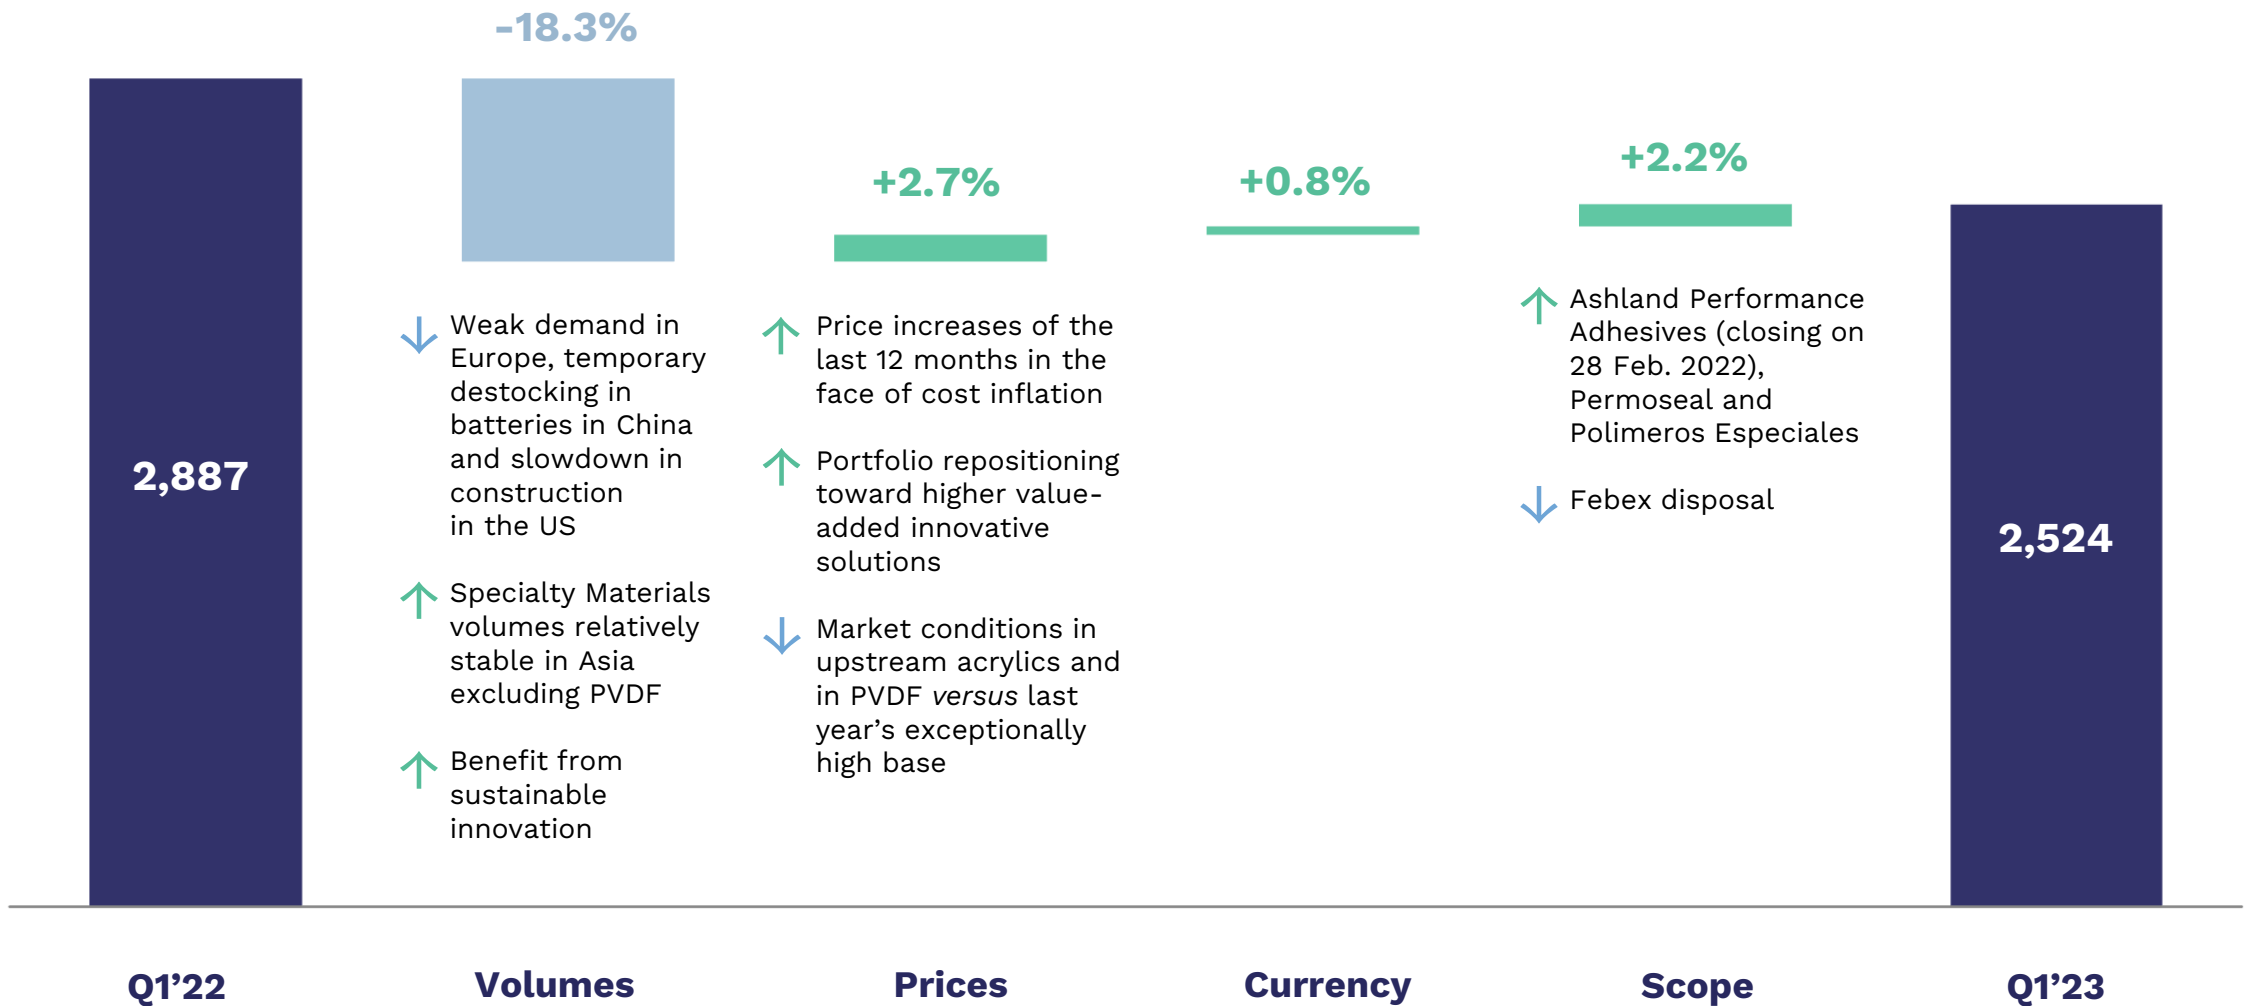 -18.3%
+2.7%
+0.8%
+2.2%
2,887
Weak demand in
Europe, temporary
destocking in
batteries in China
and slowdown in
construction
in the US
Specialty Materials
volumes relatively
stable in Asia
excluding PVDF
Benefit from
sustainable
innovation
Price increases of the
last 12 months in the
face of cost inflation
Portfolio repositioning
toward higher value-
added innovative
solutions
Market conditions in
upstream acrylics and
in PVDF versus last
year’s exceptionally
high base
Ashland Performance
Adhesives (closing on
28 Feb. 2022),
Permoseal and
Polimeros Especiales
Febex disposal
2,524
Q1’22
Volumes
Prices
Currency
Scope
Q1’23